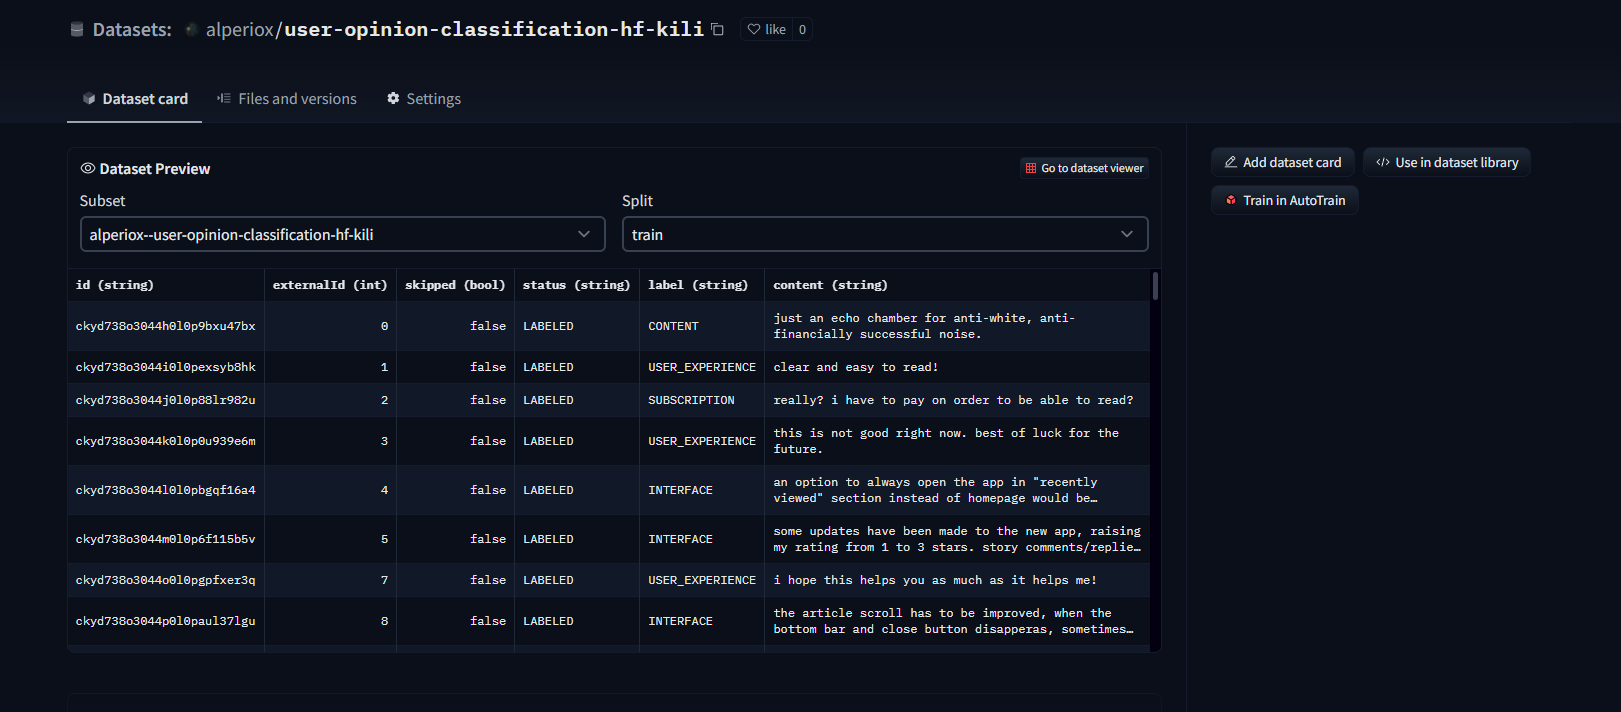 Datasets: alperiox/user-opinion-classification-hf-kili like 0
Dataset card Files and versions Settings
Dataset Preview Go to dataset viewer
Subset Split
alperiox--user-opinion-classification-hf-kili train
id (string) externalId (int) skipped (bool) status (string) label (string) content (string)
ckyd738o3044h0l0p9bxu47bx 0 false LABELED CONTENT just an echo chamber for anti-white, anti-
financially successful noise.
ckyd738o3044i0l0pexsyb8hk 1 false LABELED USER_EXPERIENCE clear and easy to read!
ckyd738o3044j0l0p88lr982u 2 false LABELED SUBSCRIPTION really? i have to pay on order to be able to read?
ckyd738o3044k0l0p0u939e6m 3 false LABELED USER_EXPERIENCE this is not good right now. best of luck for the
future.
ckyd738o3044l0l0pbgqf16a4 4 false LABELED INTERFACE an option to always open the app in "recently
viewed" section instead of homepage would be…
ckyd738o3044m0l0p6f115b5v 5 false LABELED INTERFACE some updates have been made to the new app, raising
my rating from 1 to 3 stars. story comments/replie…
ckyd738o3044o0l0pgpfxer3q 7 false LABELED USER_EXPERIENCE i hope this helps you as much as it helps me!
ckyd738o3044p0l0paul37lgu 8 false LABELED INTERFACE the article scroll has to be improved, when the
bottom bar and close button disapperas, sometimes…
Add dataset card Use in dataset library
Train in AutoTrain